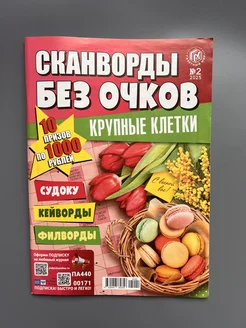 СКАНВОРДЫ
БЕЗ ОЧКОВ
№2
2025
КРУПНЫЕ КЛЕТКИ
10
ПРИЗОВ
ПО 1000
РУБЛЕЙ
СУДОКУ
КЕЙВОРДЫ
ФИЛВОРДЫ
Оформи ПОДПИСКУ
на любимый журнал
ПА440
00171
ПОДПИСКА! БЫСТРО И ЛЕГКО!